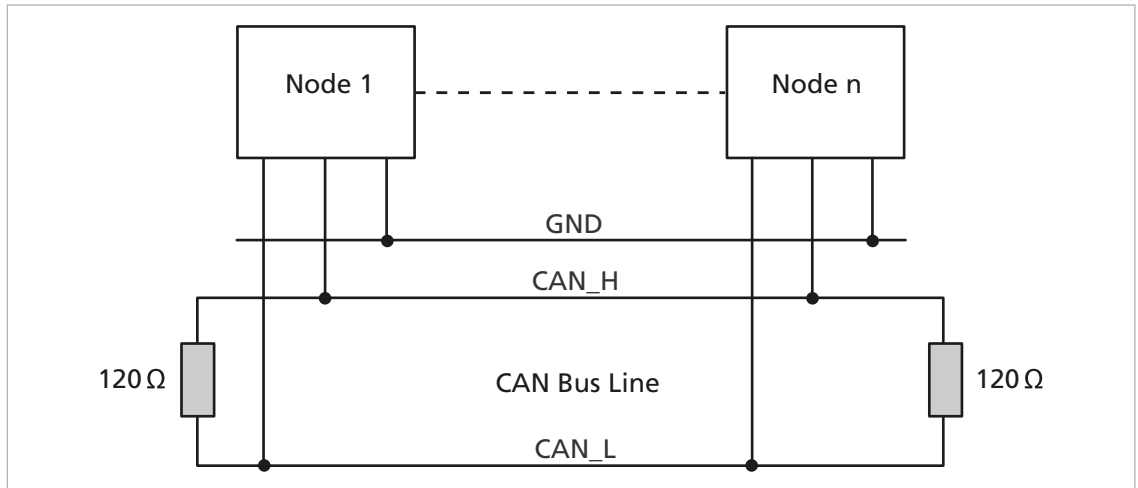 Node 1
Node n
GND
CAN_H
120 Ω
CAN Bus Line
120 Ω
CAN_L